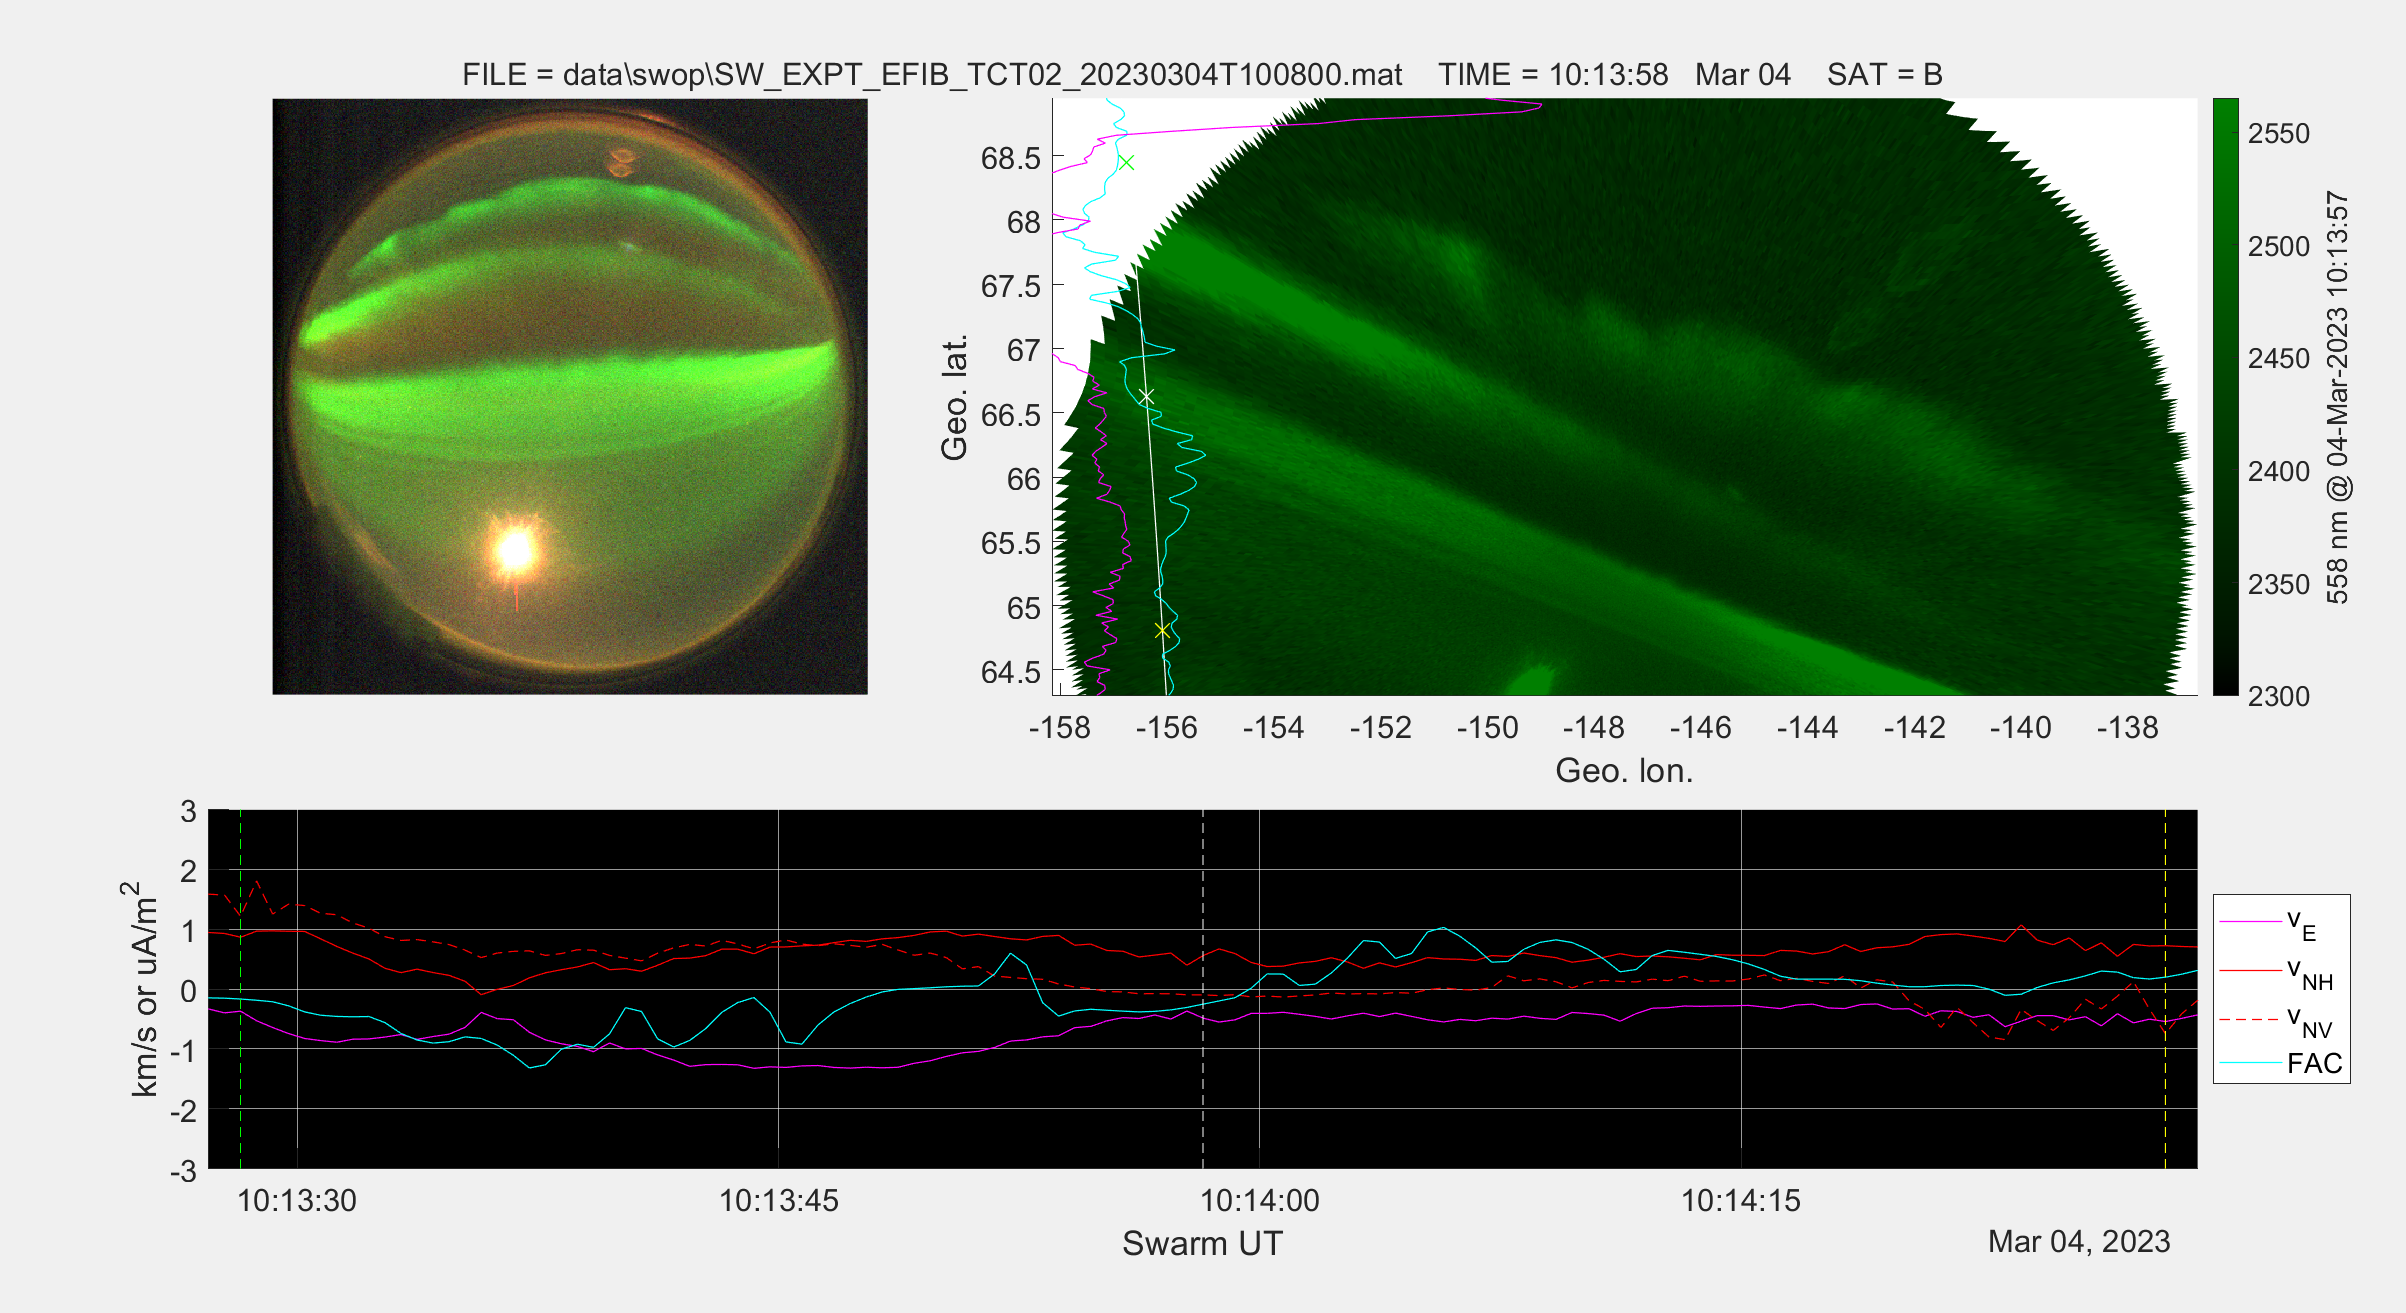 FILE = data\swop\SW_EXPT_EFIB_TCT02_20230304T100800.mat    TIME = 10:13:58   Mar 04    SAT = B
68.5
68
67.5
67
66.5
66
65.5
65
64.5
Geo. lat.
-158 -156 -154 -152 -150 -148 -146 -144 -142 -140 -138
Geo. lon.
2550
2500
2450
2400
2350
2300
558 nm @ 04-Mar-2023 10:13:57
3
2
1
0
-1
-2
-3
km/s or uA/m2
10:13:30 10:13:45 10:14:00 10:14:15
Swarm UT
Mar 04, 2023
vE
vNH
vNV
FAC